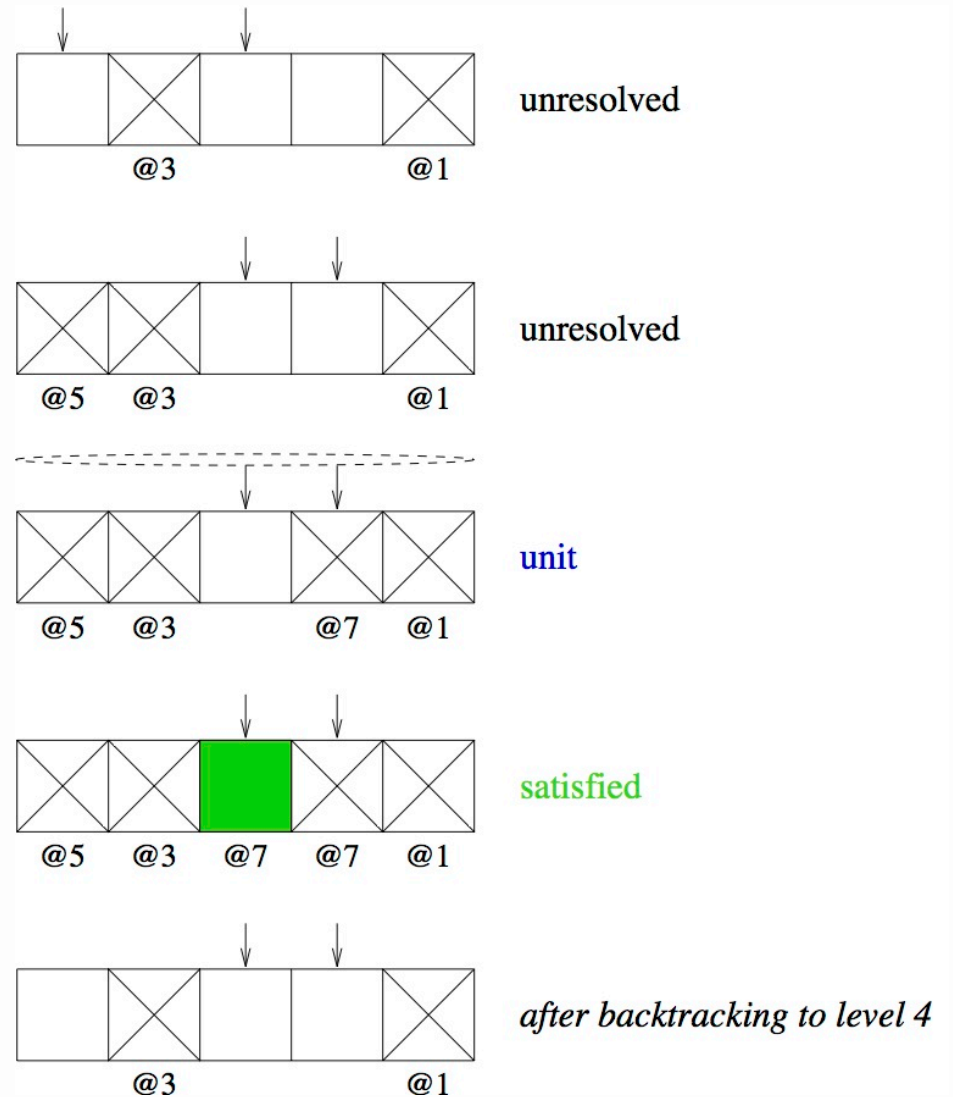 unresolved
@3 @1
unresolved
@5 @3 @1
unit
@5 @3 @7 @1
satisfied
@5 @3 @7 @7 @1
after backtracking to level 4
@3 @1